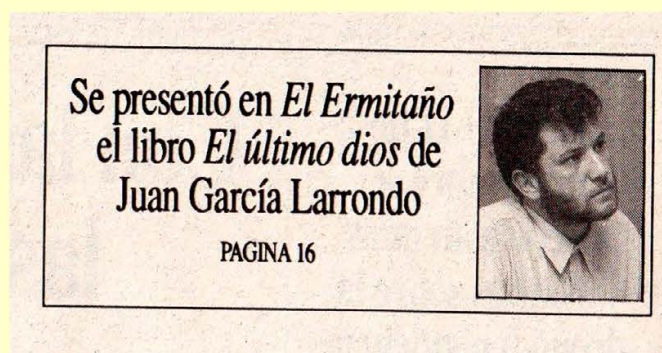 Se presentó en El Ermitaño
el libro El último dios de
Juan García Larrondo
PAGINA 16